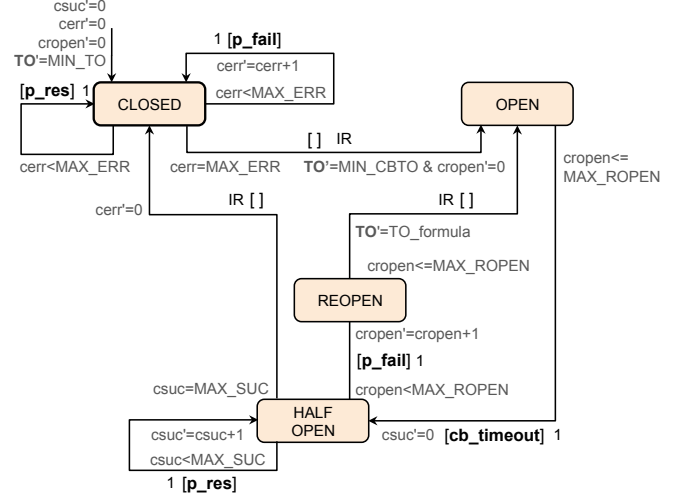 csuc'=0
cerr'=0
cropen'=0
TO'=MIN_TO
1 [p_fail]
cerr'=cerr+1
cerr<MAX_ERR
[p_res] 1
CLOSED
OPEN
cerr<MAX_ERR
[ ] IR
cerr=MAX_ERR
TO'=MIN_CBTO & cropen'=0
cropen<=
MAX_ROPEN
cerr'=0
IR [ ]
IR [ ]
TO'=TO_formula
cropen<=MAX_ROPEN
REOPEN
cropen'=cropen+1
[p_fail] 1
cropen<MAX_ROPEN
csuc=MAX_SUC
HALF
OPEN
csuc'=csuc+1
csuc<MAX_SUC
1 [p_res]
csuc'=0 [cb_timeout] 1